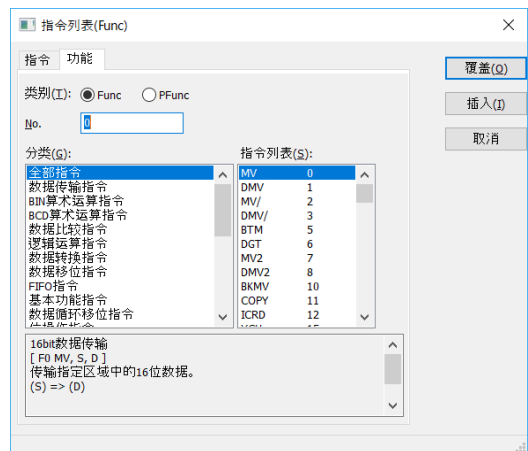 指令列表(Func)
指令 功能
类别(T): Func PFunc
No. 0
分类(G):
全部指令
数据传输指令
BIN算术运算指令
BCD算术运算指令
数据比较指令
逻辑运算指令
数据转换指令
数据移位指令
FIFO指令
基本功能指令
数据循环移位指令
指令列表(S):
MV 0
DMV 1
MV/ 2
DMV/ 3
BTM 5
DGT 6
MV2 7
DMV2 8
BKMV 10
COPY 11
ICRD 12
16bit数据传输
[ F0 MV, S, D ]
传输指定区域中的16位数据。
(S) => (D)
覆盖(O)
插入(I)
取消